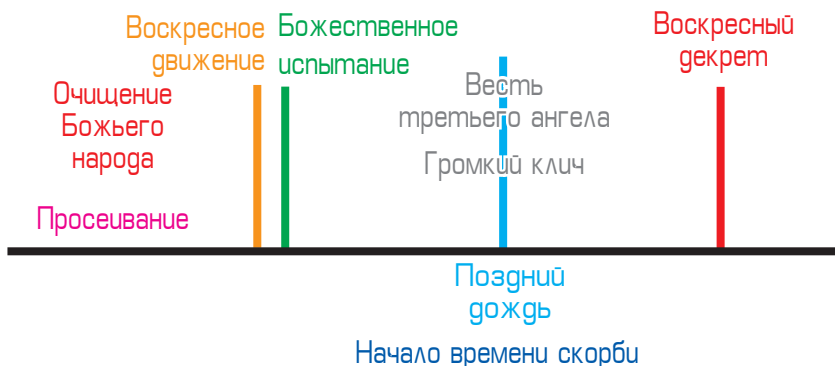 Воскресное
движение
Божественное
испытание
Воскресный
декрет
Очищение
Божьего
народа
Весть
третьего ангела
Громкий клич
Просеивание
Поздний
дождь
Начало времени скорби